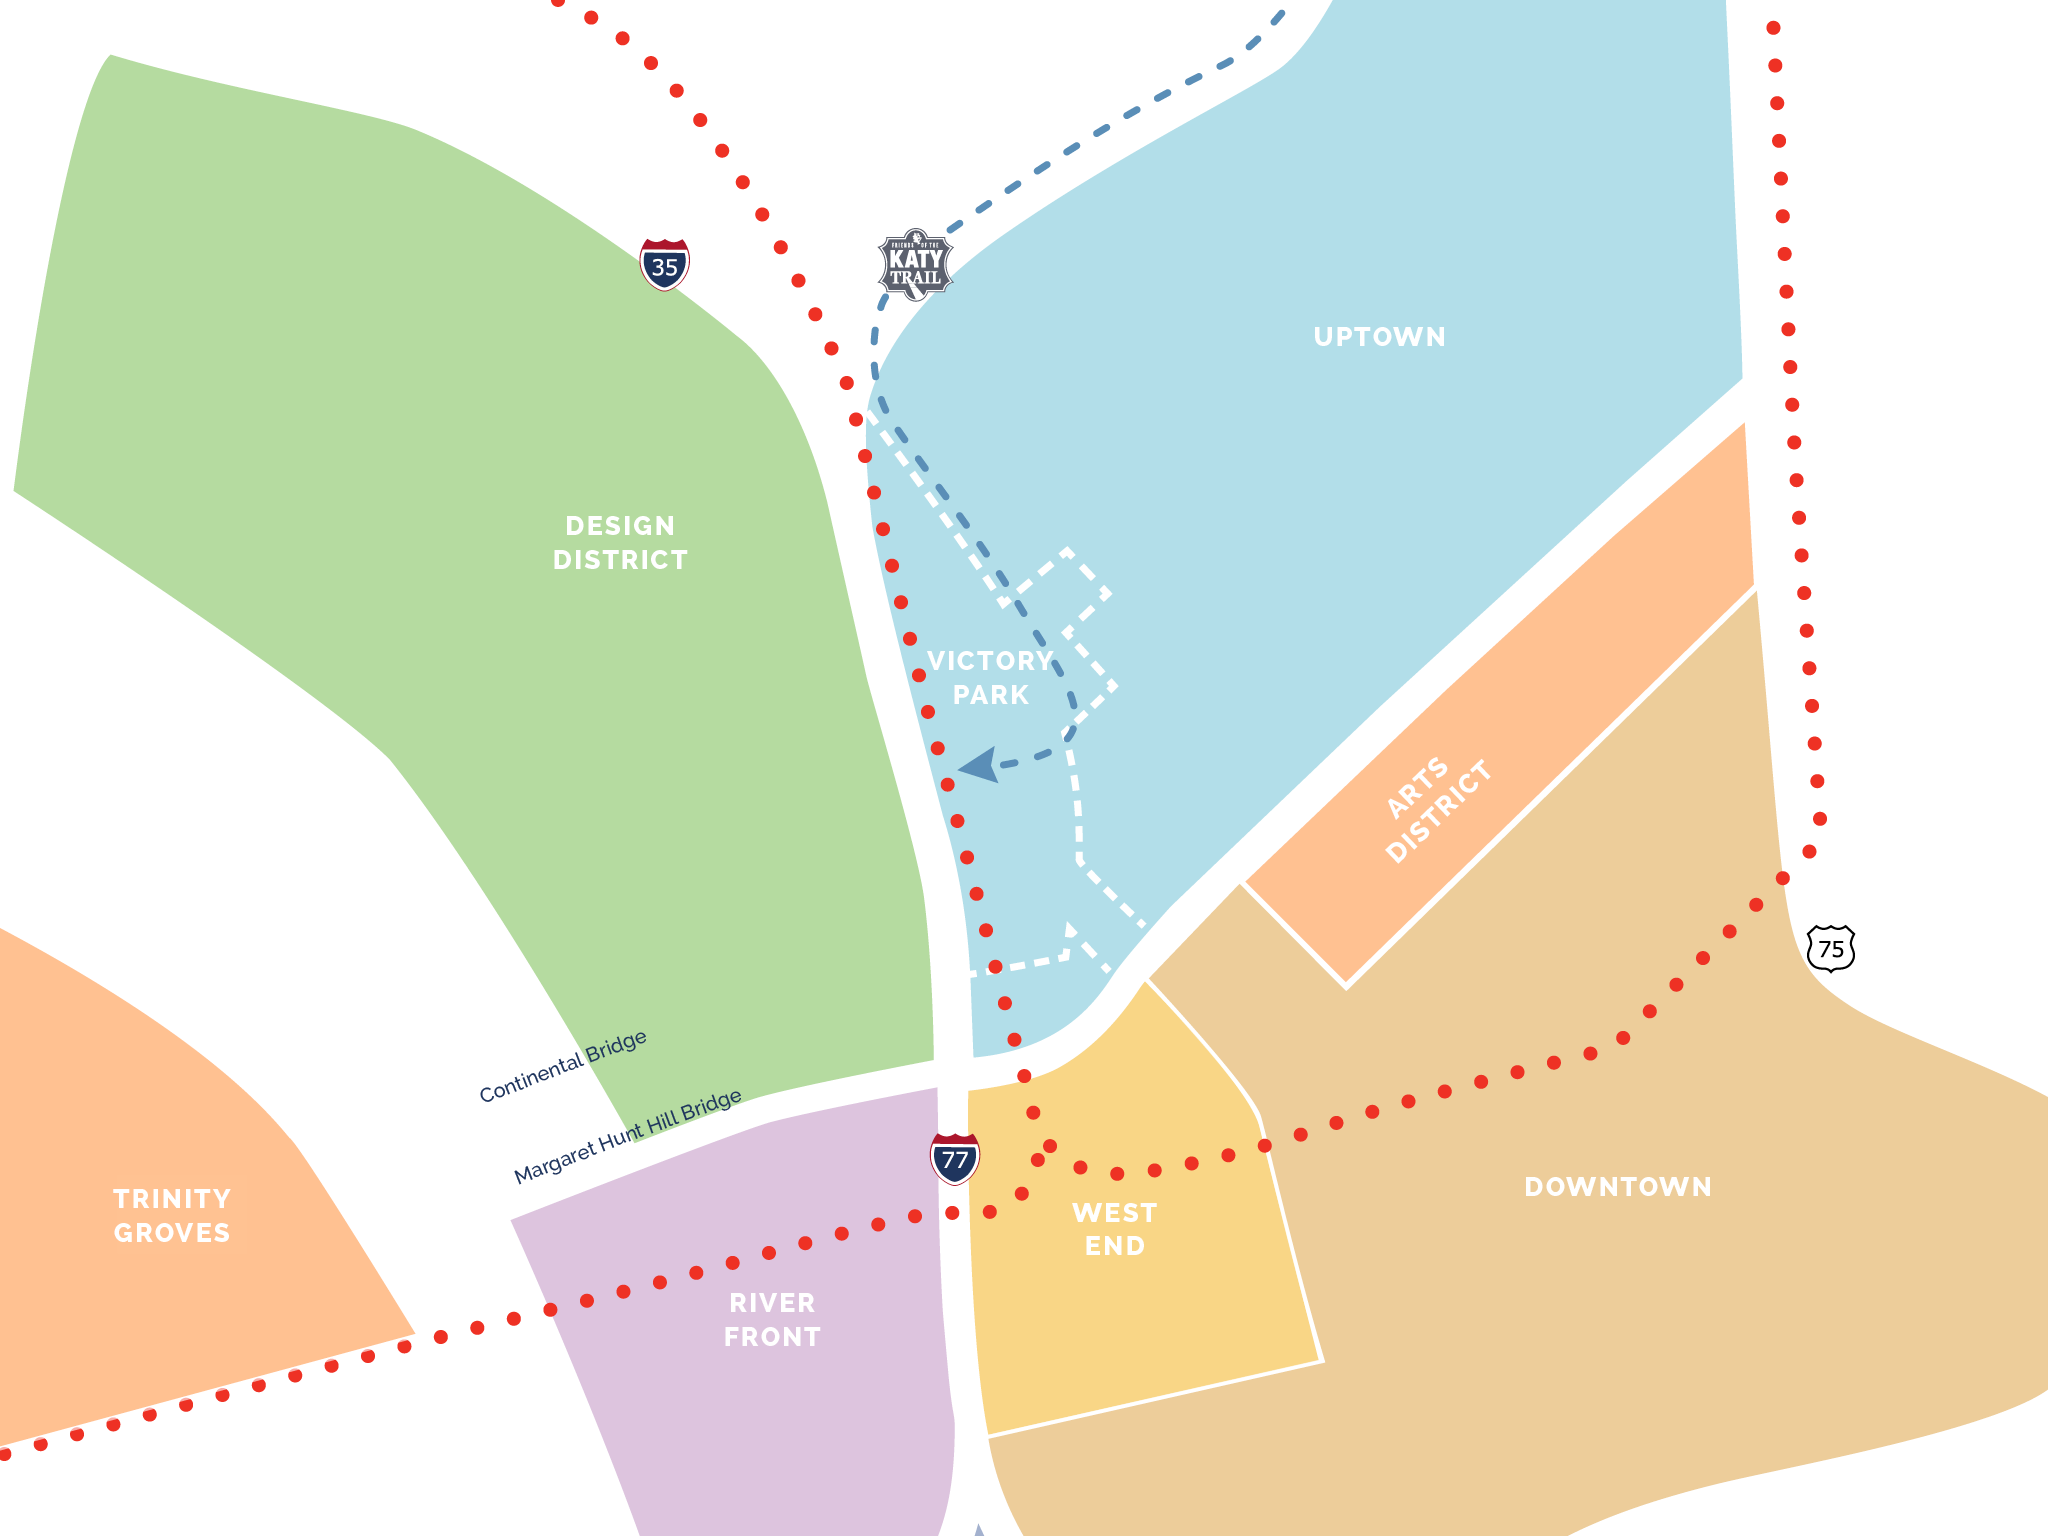 35
FRIENDS OF THE
KATY
TRAIL
UPTOWN
DESIGN
DISTRICT
VICTORY
PARK
ARTS
DISTRICT
75
Continental Bridge
Margaret Hunt Hill Bridge
77
TRINITY
GROVES
DOWNTOWN
WEST
END
RIVER
FRONT